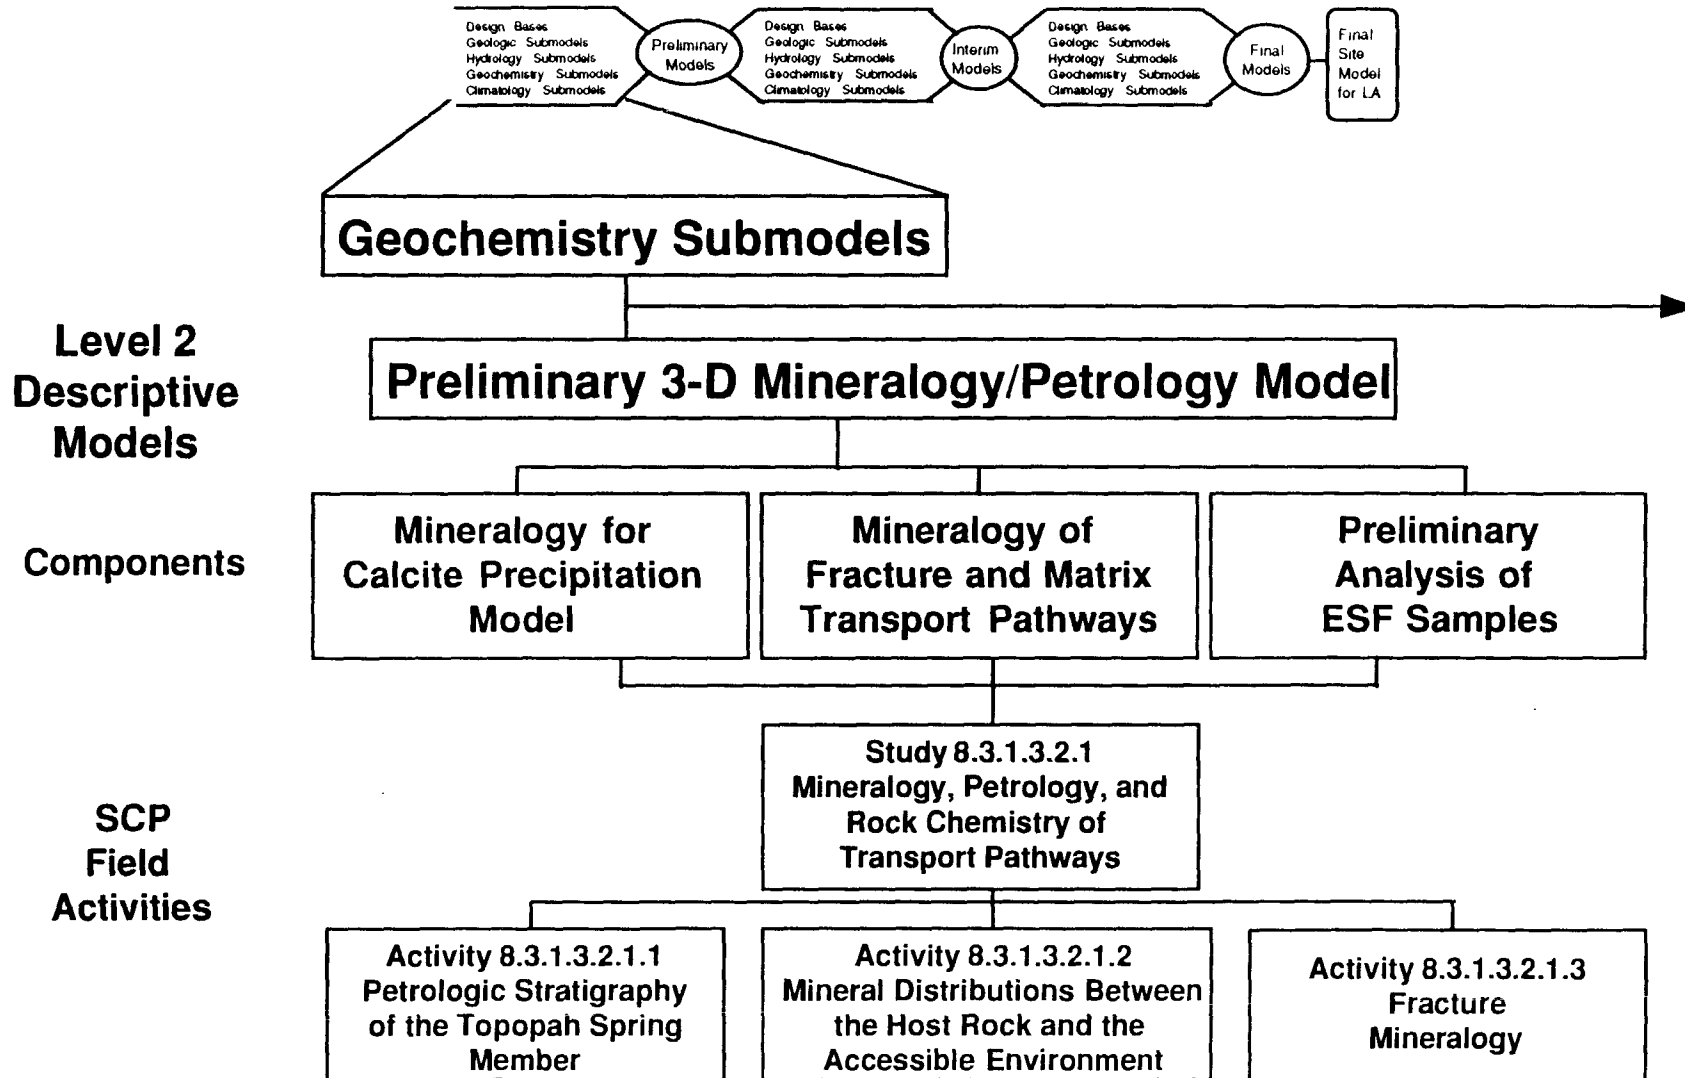 Design Bases
Geologic Submodels
Hydrology Submodels
Geochemistry Submodels
Climatology Submodels
Preliminary
Models
Design Bases
Geologic Submodels
Hydrology Submodels
Geochemistry Submodels
Climatology Submodels
Interim
Models
Design Bases
Geologic Submodels
Hydrology Submodels
Geochemistry Submodels
Climatology Submodels
Final
Models
Final
Site
Model
for LA
Geochemistry Submodels
Level 2
Descriptive
Models
Preliminary 3-D Mineralogy/Petrology Model
Components
Mineralogy for
Calcite Precipitation
Model
Mineralogy of
Fracture and Matrix
Transport Pathways
Preliminary
Analysis of
ESF Samples
Study 8.3.1.3.2.1
Mineralogy, Petrology, and
Rock Chemistry of
Transport Pathways
SCP
Field
Activities
Activity 8.3.1.3.2.1.1
Petrologic Stratigraphy
of the Topopah Spring
Member
Activity 8.3.1.3.2.1.2
Mineral Distributions Between
the Host Rock and the
Accessible Environment
Activity 8.3.1.3.2.1.3
Fracture
Mineralogy